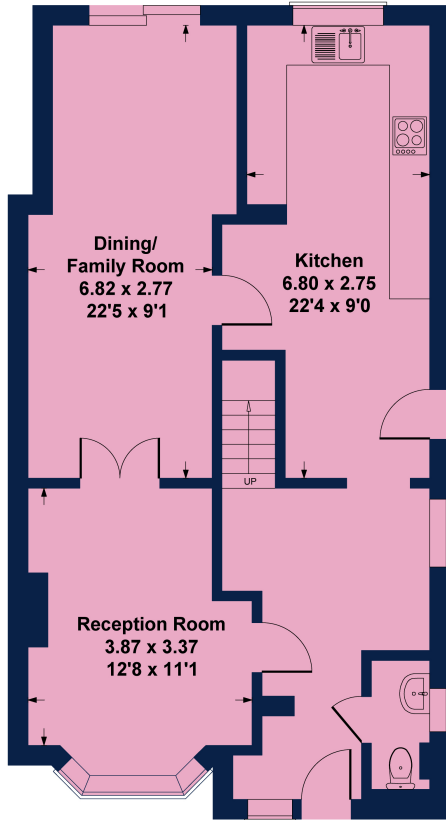 Dining/
Family Room
6.82 x 2.77
22'5 x 9'1
Kitchen
6.80 x 2.75
22'4 x 9'0
UP
Reception Room
3.87 x 3.37
12'8 x 11'1